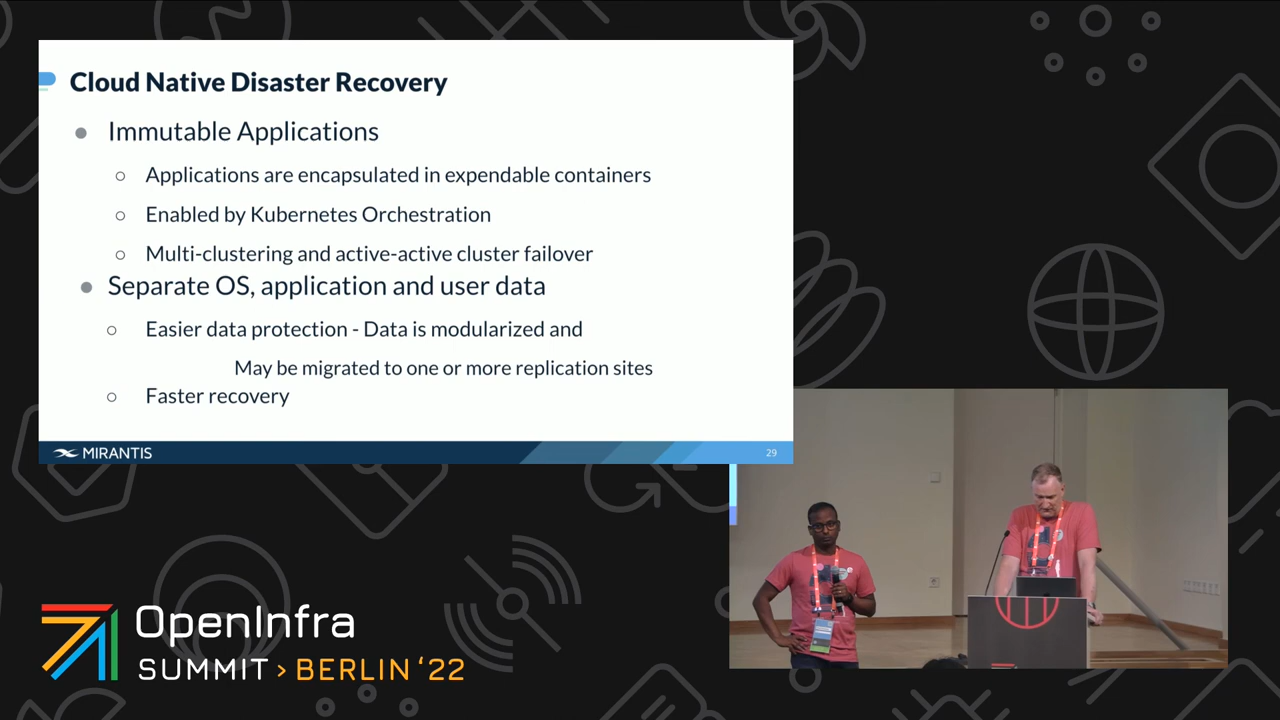 Cloud Native Disaster Recovery
● Immutable Applications
○ Applications are encapsulated in expendable containers
○ Enabled by Kubernetes Orchestration
○ Multi-clustering and active-active cluster failover
● Separate OS, application and user data
○ Easier data protection - Data is modularized and
May be migrated to one or more replication sites
○ Faster recovery
MIRANTIS
29
OpenInfra
SUMMIT > BERLIN ‘22